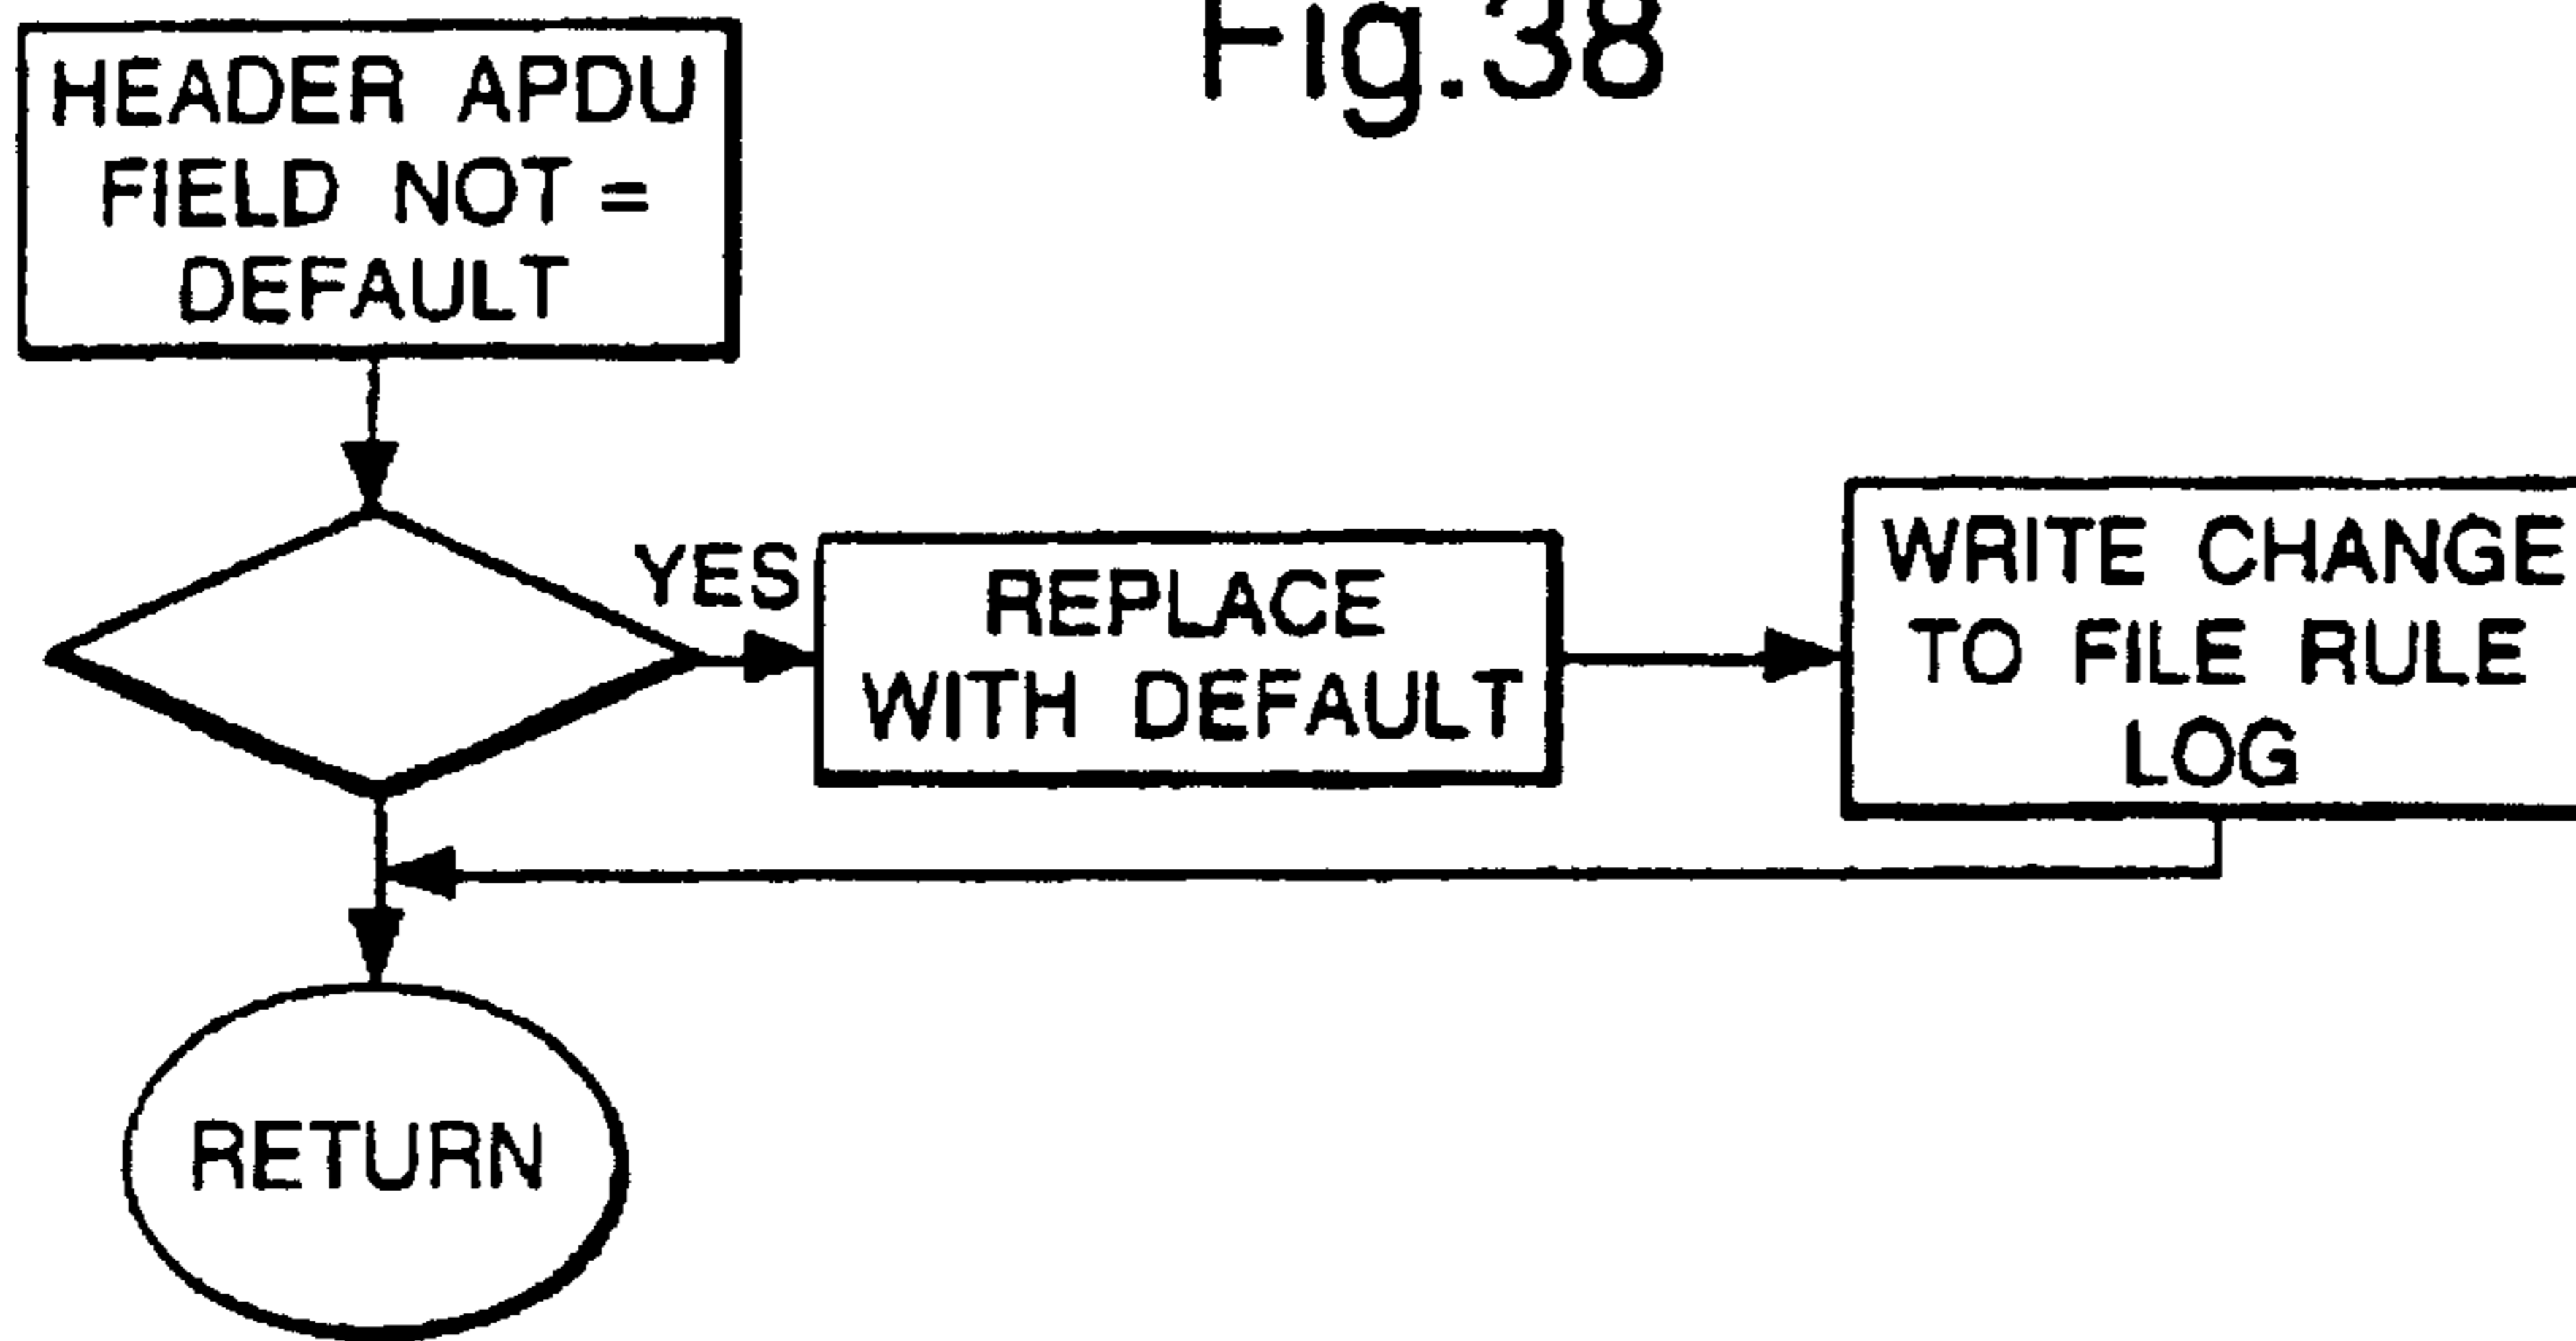 Fig.38
HEADER APDU
FIELD NOT =
DEFAULT
YES
REPLACE
WITH DEFAULT
WRITE CHANGE
TO FILE RULE
LOG
RETURN